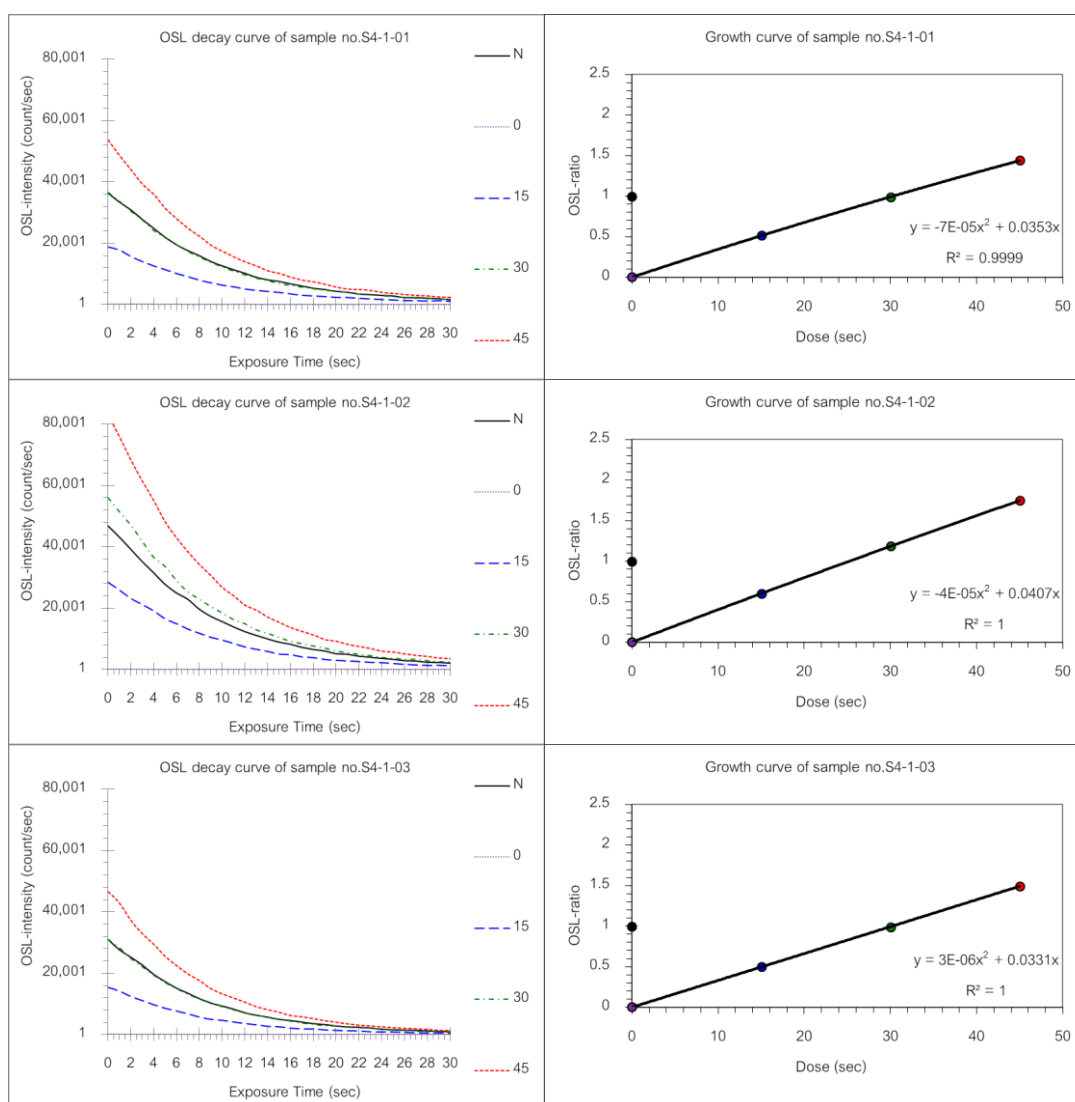 OSL decay curve of sample no.S4-1-01
80,001
60,001
40,001
20,001
1
OSL-intensity (count/sec)
0 2 4 6 8 10 12 14 16 18 20 22 24 26 28 30
Exposure Time (sec)
N
0
15
30
45
Growth curve of sample no.S4-1-01
2.5
2
1.5
1
0.5
0
OSL-ratio
y = -7E-05x² + 0.0353x
R² = 0.9999
0 10 20 30 40 50
Dose (sec)
OSL decay curve of sample no.S4-1-02
80,001
60,001
40,001
20,001
1
OSL-intensity (count/sec)
0 2 4 6 8 10 12 14 16 18 20 22 24 26 28 30
Exposure Time (sec)
N
0
15
30
45
Growth curve of sample no.S4-1-02
2.5
2
1.5
1
0.5
0
OSL-ratio
y = -4E-05x² + 0.0407x
R² = 1
0 10 20 30 40 50
Dose (sec)
OSL decay curve of sample no.S4-1-03
80,001
60,001
40,001
20,001
1
OSL-intensity (count/sec)
0 2 4 6 8 10 12 14 16 18 20 22 24 26 28 30
Exposure Time (sec)
N
0
15
30
45
Growth curve of sample no.S4-1-03
2.5
2
1.5
1
0.5
0
OSL-ratio
y = 3E-06x² + 0.0331x
R² = 1
0 10 20 30 40 50
Dose (sec)